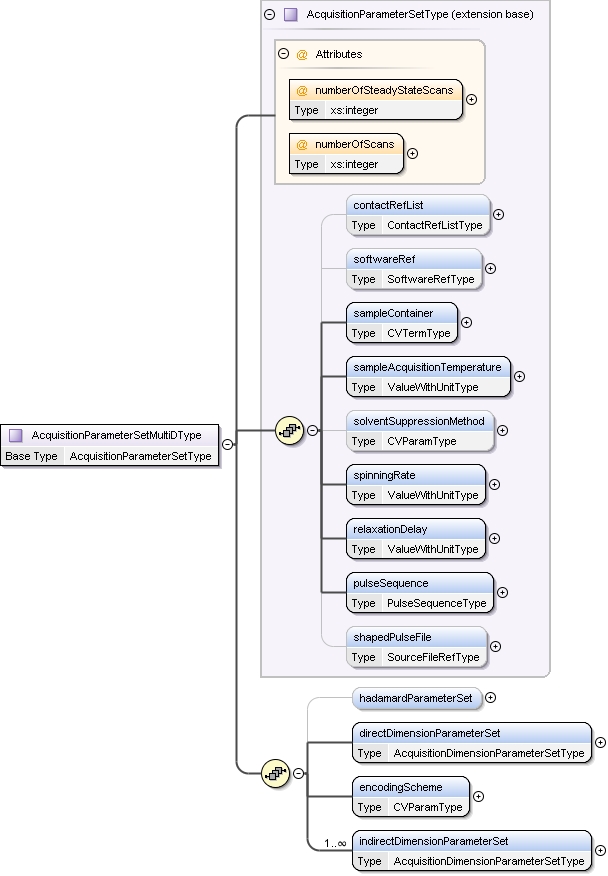 AcquisitionParameterSetType (extension base)
@ Attributes
@ numberOfSteadyStateScans
Type xs:integer
@ numberOfScans
Type xs:integer
contactRefList
Type ContactRefListType
softwareRef
Type SoftwareRefType
sampleContainer
Type CVTermType
sampleAcquisitionTemperature
Type ValueWithUnitType
AcquisitionParameterSetMultiDType
Base Type AcquisitionParameterSetType
solventSuppressionMethod
Type CVParamType
spinningRate
Type ValueWithUnitType
relaxationDelay
Type ValueWithUnitType
pulseSequence
Type PulseSequenceType
shapedPulseFile
Type SourceFileRefType
hadamardParameterSet
directDimensionParameterSet
Type AcquisitionDimensionParameterSetType
encodingScheme
Type CVParamType
1..∞
indirectDimensionParameterSet
Type AcquisitionDimensionParameterSetType